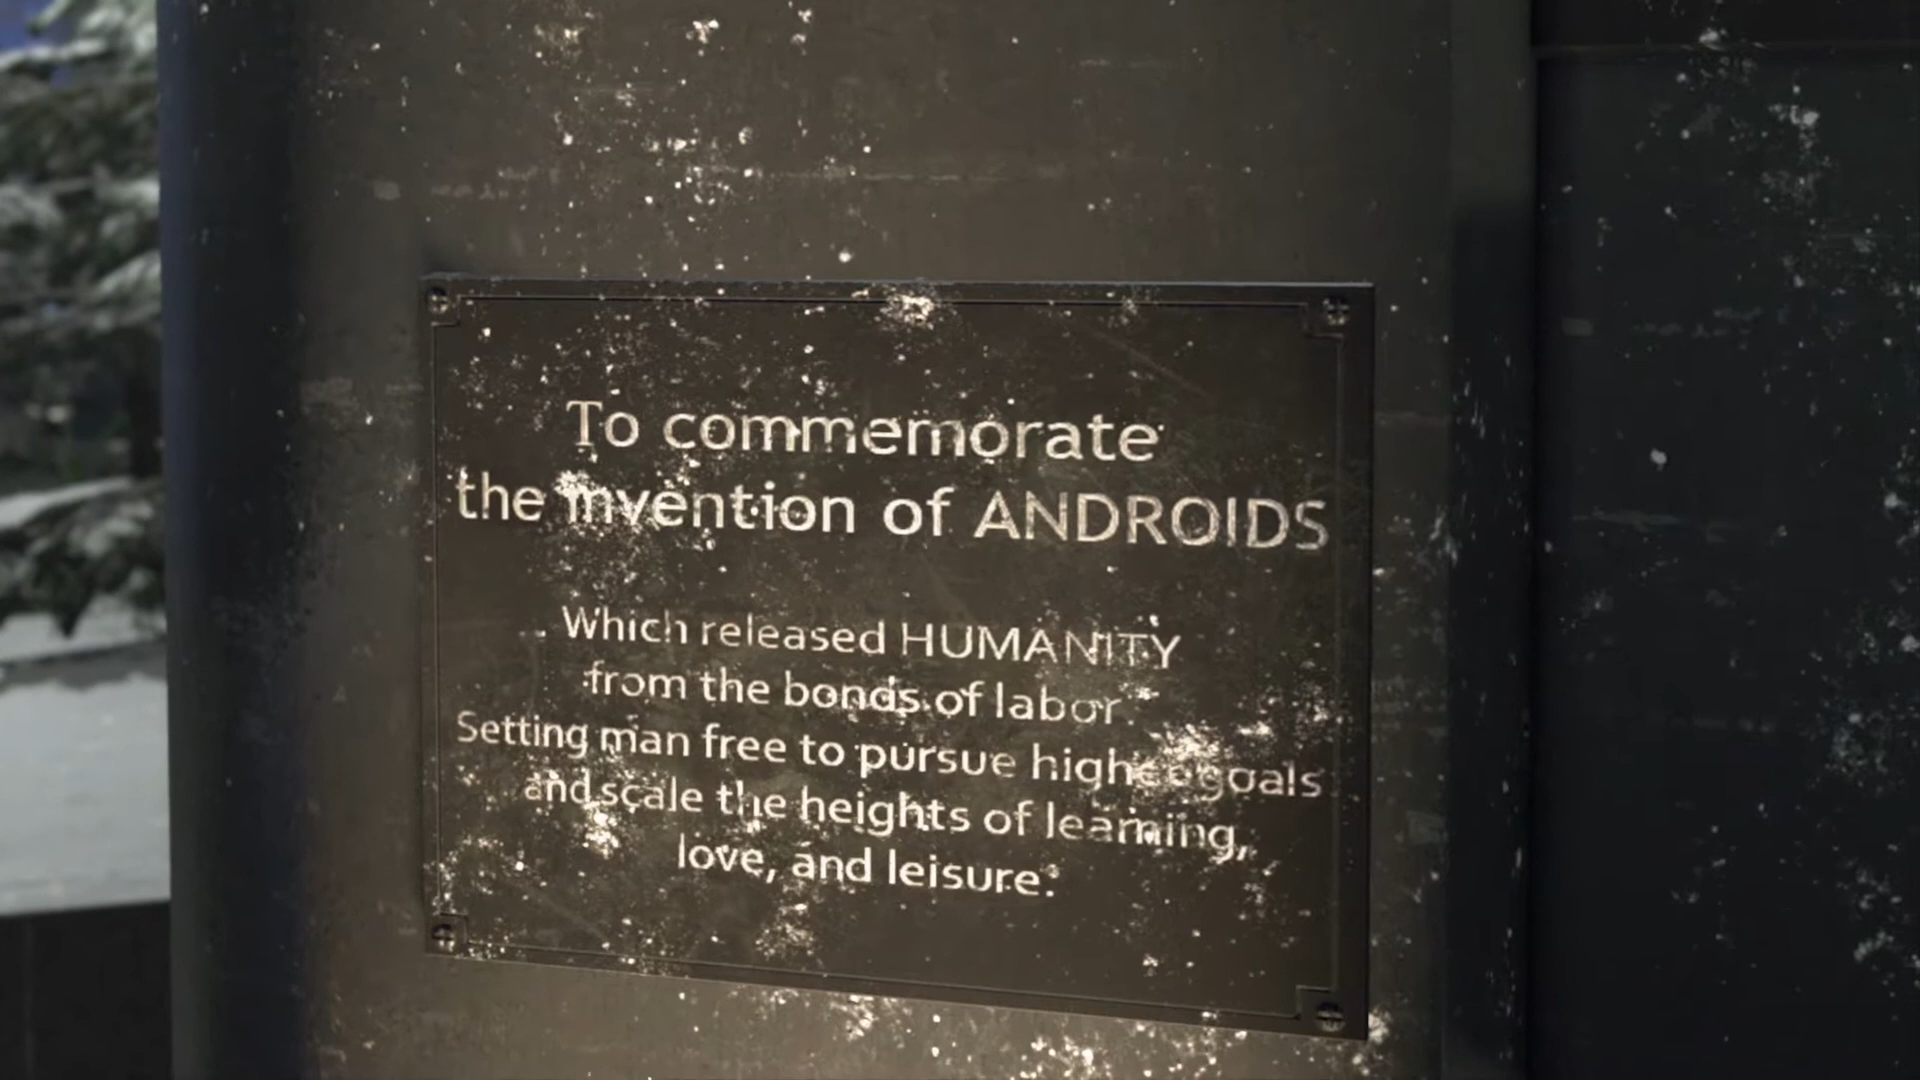 To commemorate
the invention of ANDROIDS
Which released HUMANITY
from the bonds of labor.
Setting man free to pursue higher goals
and scale the heights of learning,
love, and leisure.